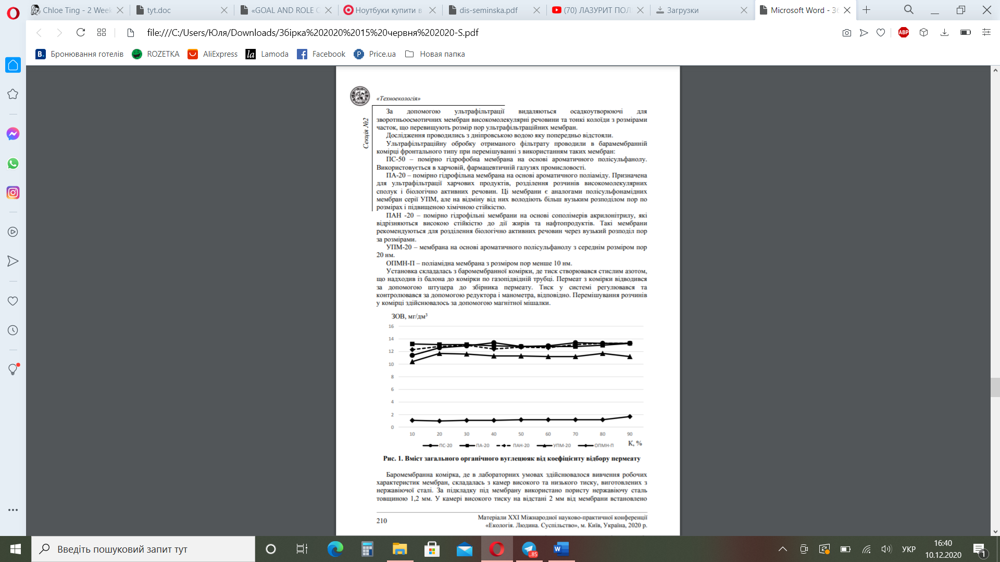 Chloe Ting - 2 Week
tyt.doc
«GOAL AND ROLE O
Ноутбуки купити в
dis-seminska.pdf
(70) ЛАЗУРИТ ПОЛ
Загрузки
Microsoft Word - Зб
file:///C:/Users/Юля/Downloads/Збірка%202020%2015%20червня%202020-S.pdf
ABP
B. Бронювання готелів
ROZETKA
AliExpress
la Lamoda
Facebook
Price.ua
Новая папка
«Техноекологія»
Секція №2
За допомогою ультрафільтрації видаляються осадкоутворюючі для
зворотньоосмотичних мембран високомолекулярні речовини та тонкі колоїди з розмірами
часток, що перевищують розмір пор ультрафільтраційних мембран.
Дослідження проводились з дніпровською водою яку попередньо відстояли.
Ультрафільтраційну обробку отриманого фільтрату проводили в барамембранній
комірці фронтального типу при перемішуванні з використанням таких мембран:
ПС-50 – помірно гідрофобна мембрана на основі ароматичного полісульфанолу.
Використовується в харчовій, фармацевтичній галузях промисловості.
ПА-20 – помірно гідрофільна мембрана на основі ароматичного поліаміду. Призначена
для ультрафільтрації харчових продуктів, розділення розчинів високомолекулярних
сполук і біологічно активних речовин. Ці мембрани є аналогами полісульфонамідних
мембран серії УПМ, але на відміну від них володіють більш вузьким розподілом пор по
розмірах і підвищеною хімічною стійкістю.
ПАН -20 – помірно гідрофільні мембрани на основі сополімерів акрилонітрилу, які
відрізняються високою стійкістю до дії жирів та нафтопродуктів. Такі мембрани
рекомендуються для розділення біологічно активних речовин через вузький розподіл пор
за розмірами.
УПМ-20 – мембрана на основі ароматичного полісульфанолу з середнім розміром пор
20 нм.
ОПМН-П – поліамідна мембрана з розміром пор менше 10 нм.
Установка складалась з баромембранної комірки, де тиск створювався стислим азотом,
що надходив із балона до комірки по газопідвідній трубці. Пермеат з комірки відводився
за допомогою штуцера до збірника пермеату. Тиск у системі регулювався та
контролювався за допомогою редуктора і манометра, відповідно. Перемішування розчинів
у комірці здійснювалось за допомогою магнітної мішалки.
ЗОВ, мг/дм³
16
14
12
10
8
6
4
2
0
10 20 30 40 50 60 70 80 90
ПС-20 ПА-20 ПАН-20 УПМ-20 ОПМН-П К, %
Рис. 1. Вміст загального органічного вуглецюяк від коефіцієнту відбору пермеату
Баромембранна комірка, де в лабораторних умовах здійснювалося вивчення робочих
характеристик мембран, складалась з камер високого та низького тиску, виготовлених з
нержавіючої сталі. За підкладку під мембрану використано пористу нержавіючу сталь
товщиною 1,2 мм. У камері високого тиску на відстані 2 мм від мембрани встановлено
210
Матеріали XXI Міжнародної науково-практичної конференції
«Екологія. Людина. Суспільство», м. Київ, Україна, 2020 р.
Введіть пошуковий запит тут
..85
W
УКР
16:40
10.12.2020
1